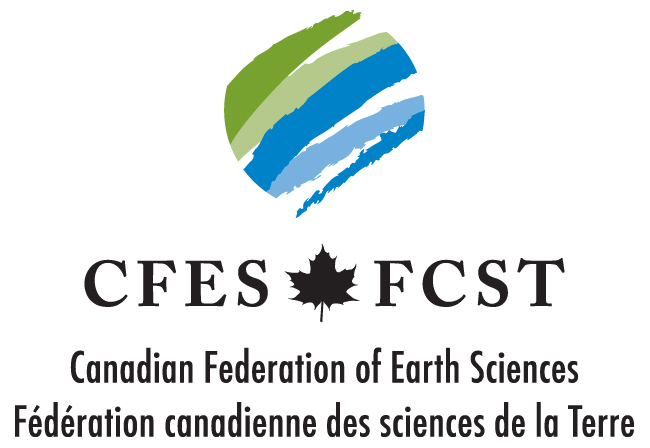 CFES FCST
Canadian Federation of Earth Sciences
Fédération canadienne des sciences de la Terre